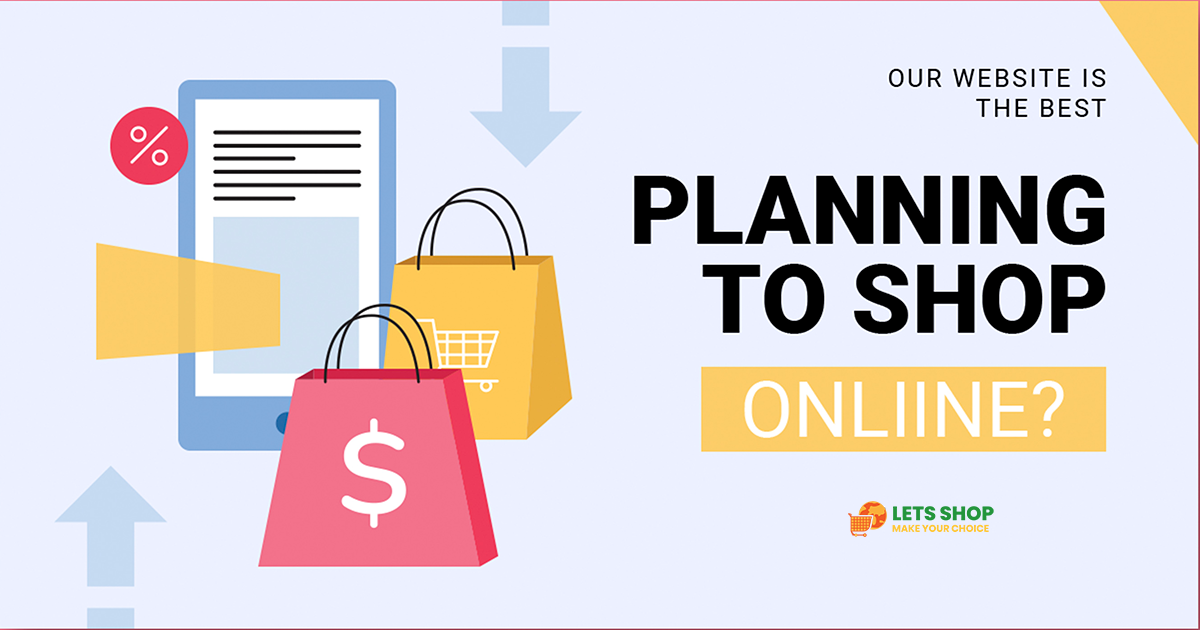 OUR WEBSITE IS
THE BEST
PLANNING
TO SHOP
ONLIINE?
%
$
LETS SHOP
MAKE YOUR CHOICE